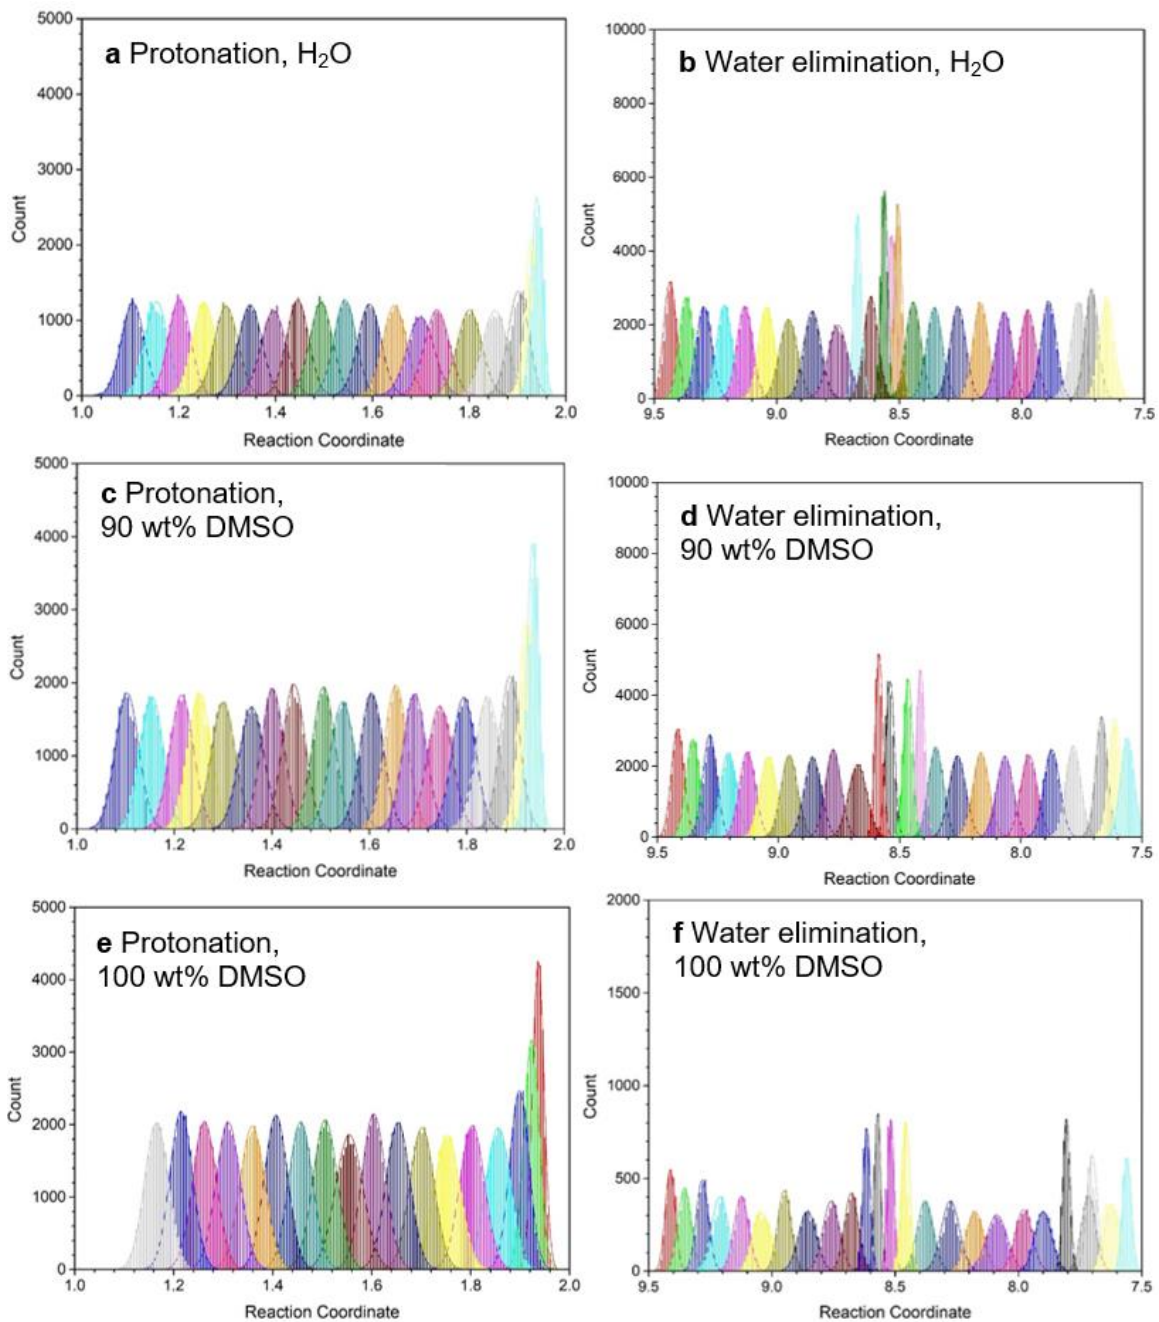 a Protonation, H₂O
5000
4000
3000
2000
1000
0
Count
1.0 1.2 1.4 1.6 1.8 2.0
Reaction Coordinate
b Water elimination, H₂O
10000
8000
6000
4000
2000
0
Count
9.5 9.0 8.5 8.0 7.5
Reaction Coordinate
c Protonation,
90 wt% DMSO
5000
4000
3000
2000
1000
0
Count
1.0 1.2 1.4 1.6 1.8 2.0
Reaction Coordinate
d Water elimination,
90 wt% DMSO
10000
8000
6000
4000
2000
0
Count
9.5 9.0 8.5 8.0 7.5
Reaction Coordinate
e Protonation,
100 wt% DMSO
5000
4000
3000
2000
1000
0
Count
1.0 1.2 1.4 1.6 1.8 2.0
Reaction Coordinate
f Water elimination,
100 wt% DMSO
2000
1500
1000
500
0
Count
9.5 9.0 8.5 8.0 7.5
Reaction Coordinate